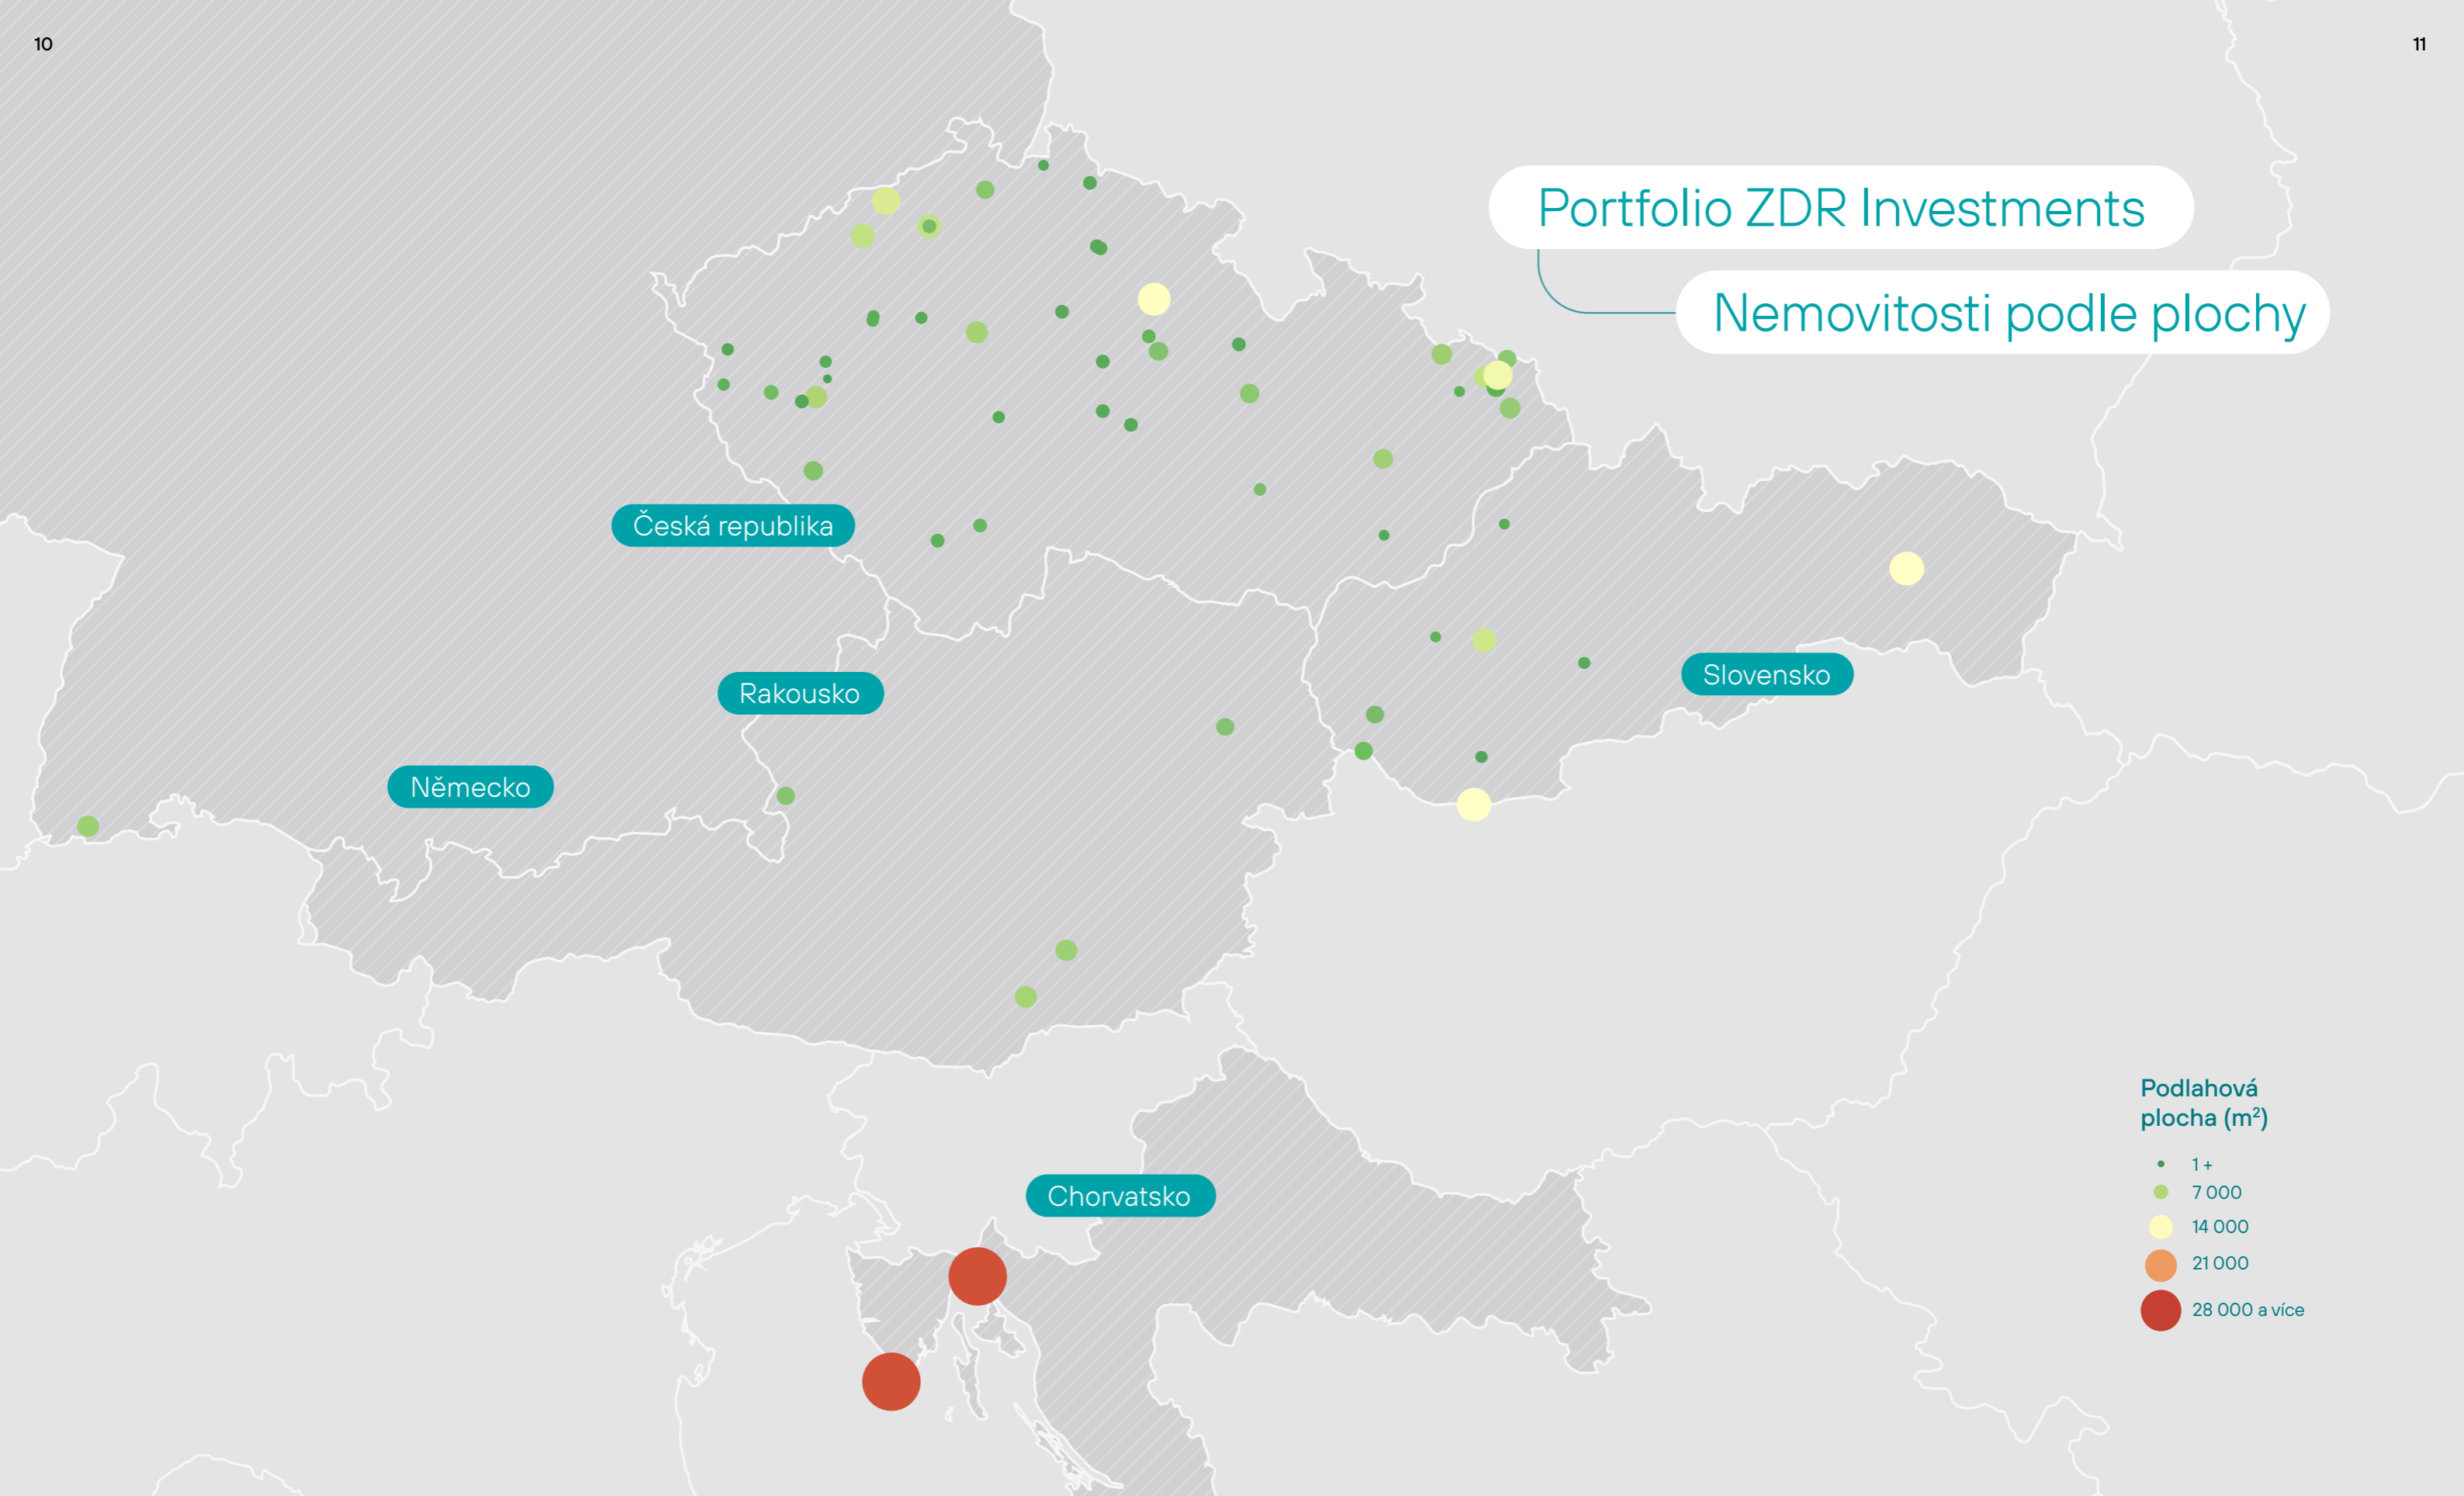 10
11
Portfolio ZDR Investments
Nemovitosti podle plochy
Česká republika
Rakousko
Slovensko
Německo
Chorvatsko
Podlahová
plocha (m²)
1 +
7 000
14 000
21 000
28 000 a více